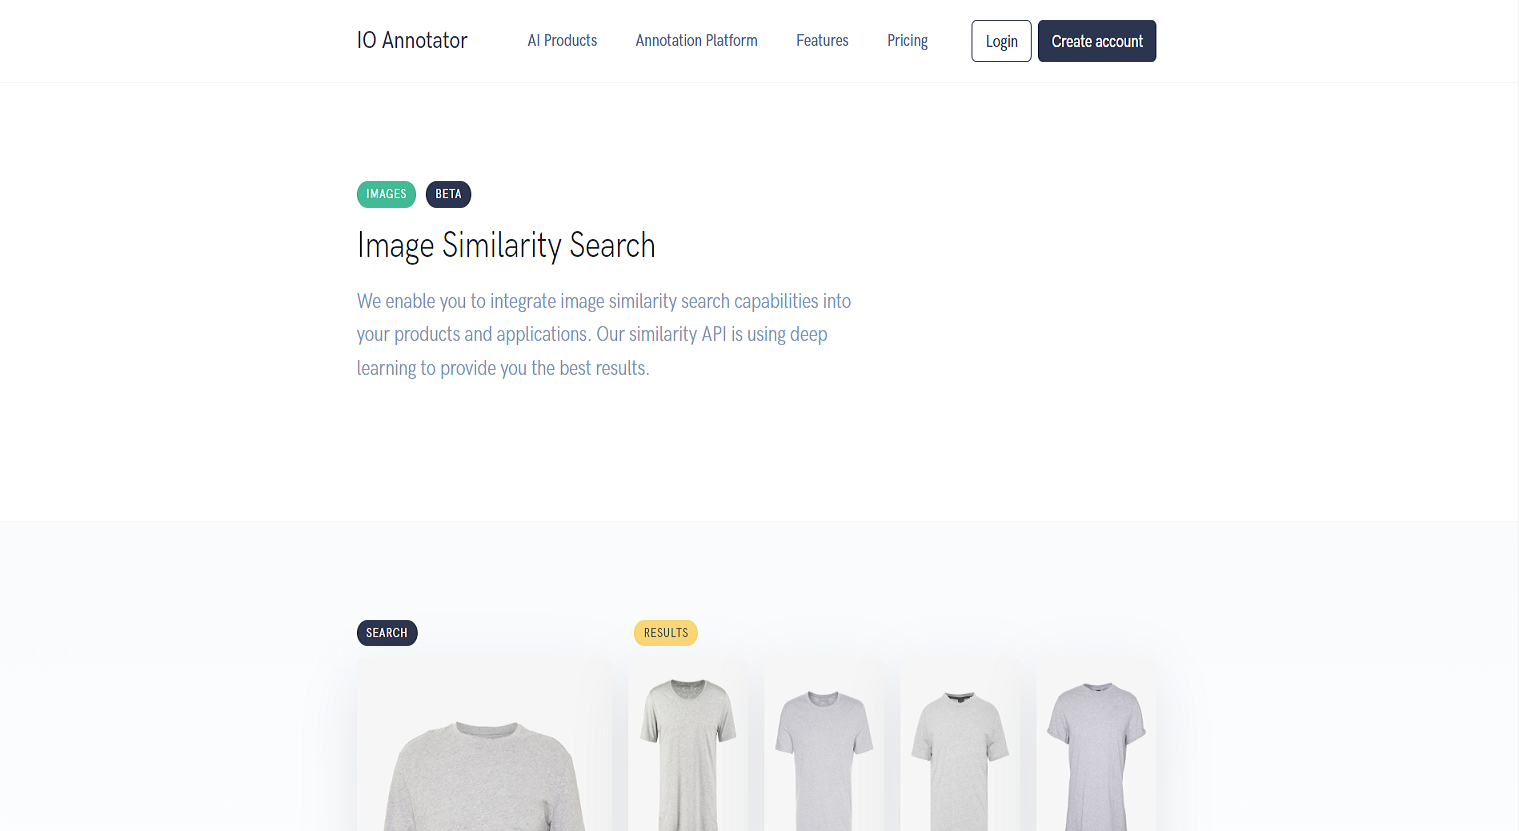 IO Annotator
AI Products
Annotation Platform
Features
Pricing
Login
Create account
IMAGES
BETA
Image Similarity Search
We enable you to integrate image similarity search capabilities into
your products and applications. Our similarity API is using deep
learning to provide you the best results.
SEARCH
RESULTS